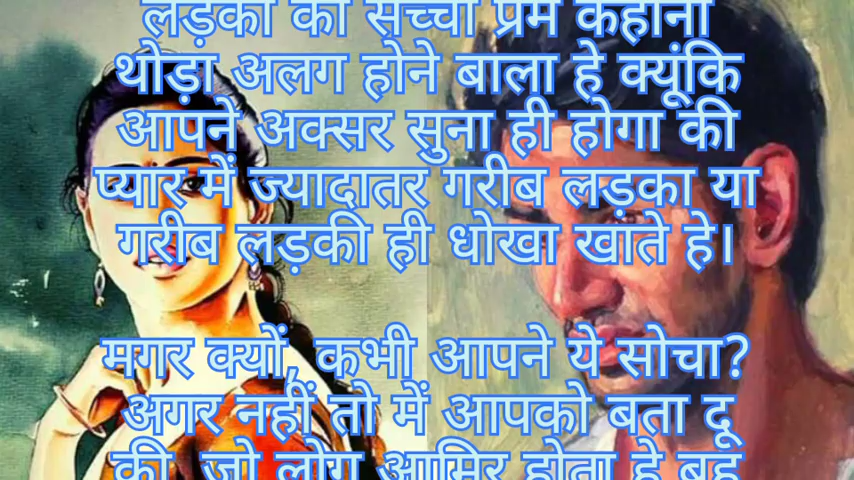 लड़की की सच्ची प्रेम कहानी
थोड़ा अलग होने बाला हे क्यूंकि
आपने अक्सर सुना ही होगा की
प्यार में ज्यादातर गरीब लड़का या
गरीब लड़की ही धोखा खाते हे।
मगर क्यों, कभी आपने ये सोचा?
अगर नहीं तो में आपको बता दू
की, जो लोग आमिर होता हे बह